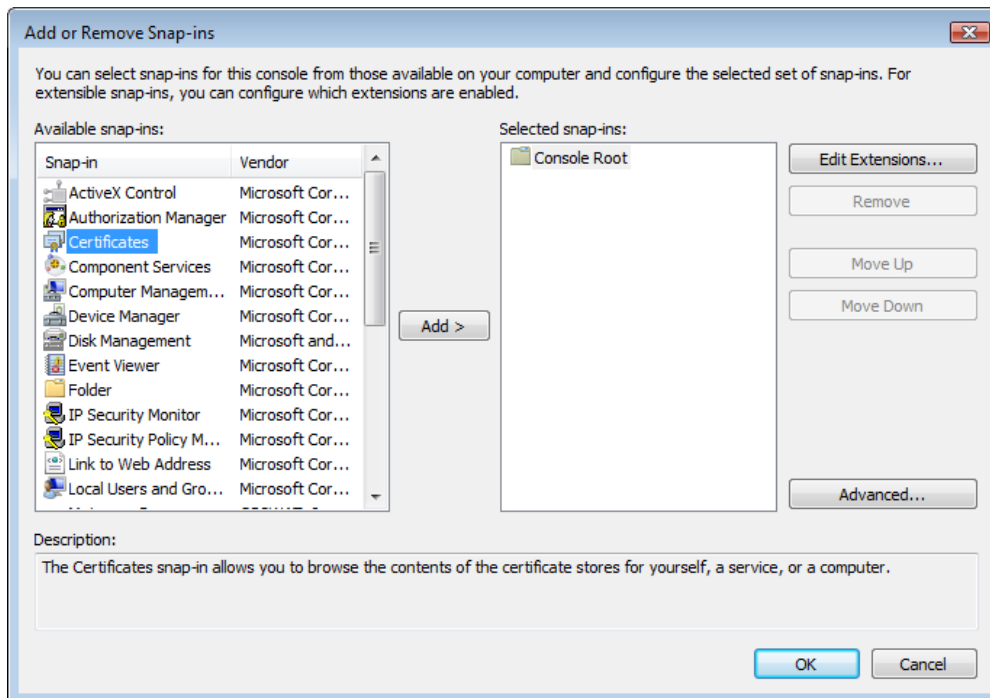 Add or Remove Snap-ins
You can select snap-ins for this console from those available on your computer and configure the selected set of snap-ins. For
extensible snap-ins, you can configure which extensions are enabled.
Available snap-ins:
Snap-in Vendor
ActiveX Control Microsoft Cor...
Authorization Manager Microsoft Cor...
Certificates Microsoft Cor...
Component Services Microsoft Cor...
Computer Managem... Microsoft Cor...
Device Manager Microsoft Cor...
Disk Management Microsoft and...
Event Viewer Microsoft Cor...
Folder Microsoft Cor...
IP Security Monitor Microsoft Cor...
IP Security Policy M... Microsoft Cor...
Link to Web Address Microsoft Cor...
Local Users and Gro... Microsoft Cor...
Add >
Selected snap-ins:
Console Root
Edit Extensions...
Remove
Move Up
Move Down
Advanced...
Description:
The Certificates snap-in allows you to browse the contents of the certificate stores for yourself, a service, or a computer.
OK
Cancel